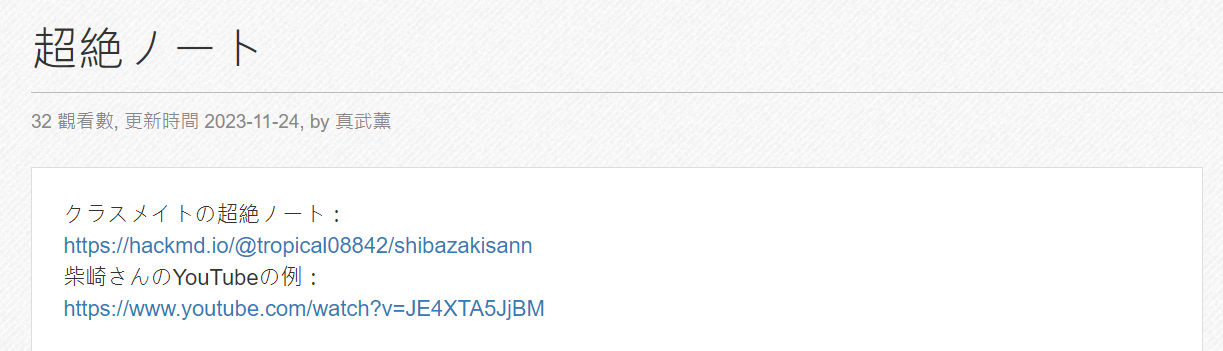 超絶ノート
32 觀看數, 更新時間 2023-11-24, by 真武薫
クラスメイトの超絶ノート：
https://hackmd.io/@tropical08842/shibazakisann
柴崎さんのYouTubeの例：
https://www.youtube.com/watch?v=JE4XTA5JjBM